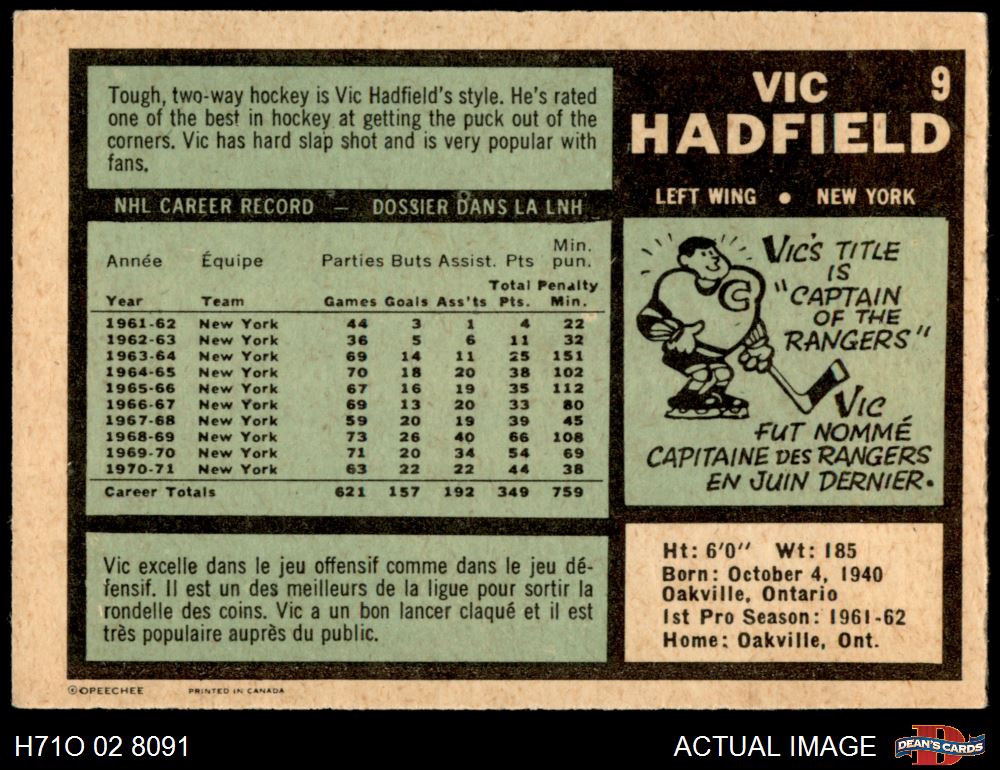 Tough, two-way hockey is Vic Hadfield's style. He's rated
one of the best in hockey at getting the puck out of the
corners. Vic has hard slap shot and is very popular with
fans.
VIC 9
HADFIELD
LEFT WING ● NEW YORK
NHL CAREER RECORD — DOSSIER DANS LA LNH
Année Équipe Parties Buts Assist. Pts Min. pun.
Year Team Games Goals Ass'ts Total Pts. Penalty Min.
1961-62 New York 44 3 1 4 22
1962-63 New York 36 5 6 11 32
1963-64 New York 69 14 11 25 151
1964-65 New York 70 18 20 38 102
1965-66 New York 67 16 19 35 112
1966-67 New York 69 13 20 33 80
1967-68 New York 59 20 19 39 45
1968-69 New York 73 26 40 66 108
1969-70 New York 71 20 34 54 69
1970-71 New York 63 22 22 44 38
Career Totals 621 157 192 349 759
VIC'S TITLE
IS
"CAPTAIN
OF THE
RANGERS"
C
VIC
FUT NOMMÉ
CAPITAINE DES RANGERS
EN JUIN DERNIER.
Vic excelle dans le jeu offensif comme dans le jeu dé-
fensif. Il est un des meilleurs de la ligue pour sortir la
rondelle des coins. Vic a un bon lancer claqué et il est
très populaire auprès du public.
Ht: 6'0" Wt: 185
Born: October 4, 1940
Oakville, Ontario
1st Pro Season: 1961-62
Home: Oakville, Ont.
© OPEECHEE PRINTED IN CANADA
H71O 02 8091
ACTUAL IMAGE
D
DEAN'S CARDS